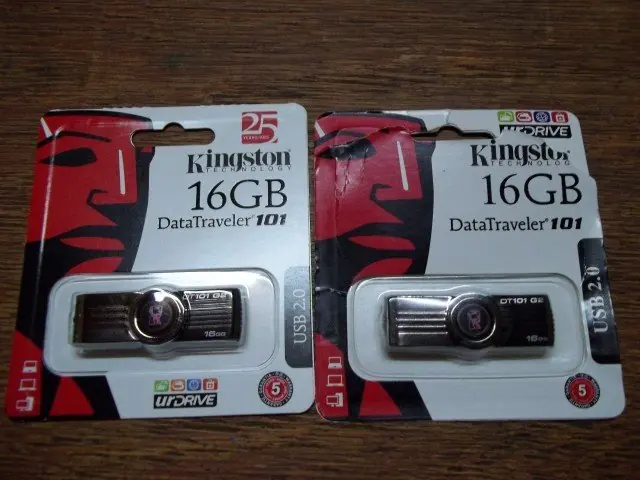 25
Kingston
TECHNOLOGY
16GB
DataTraveler® 101
DT101 G2
16GB
USB 2.0
urDRIVE
5
urDRIVE
Kingston
TECHNOLOGY
16GB
DataTraveler® 101
DT101 G2
16GB
USB 2.0
5